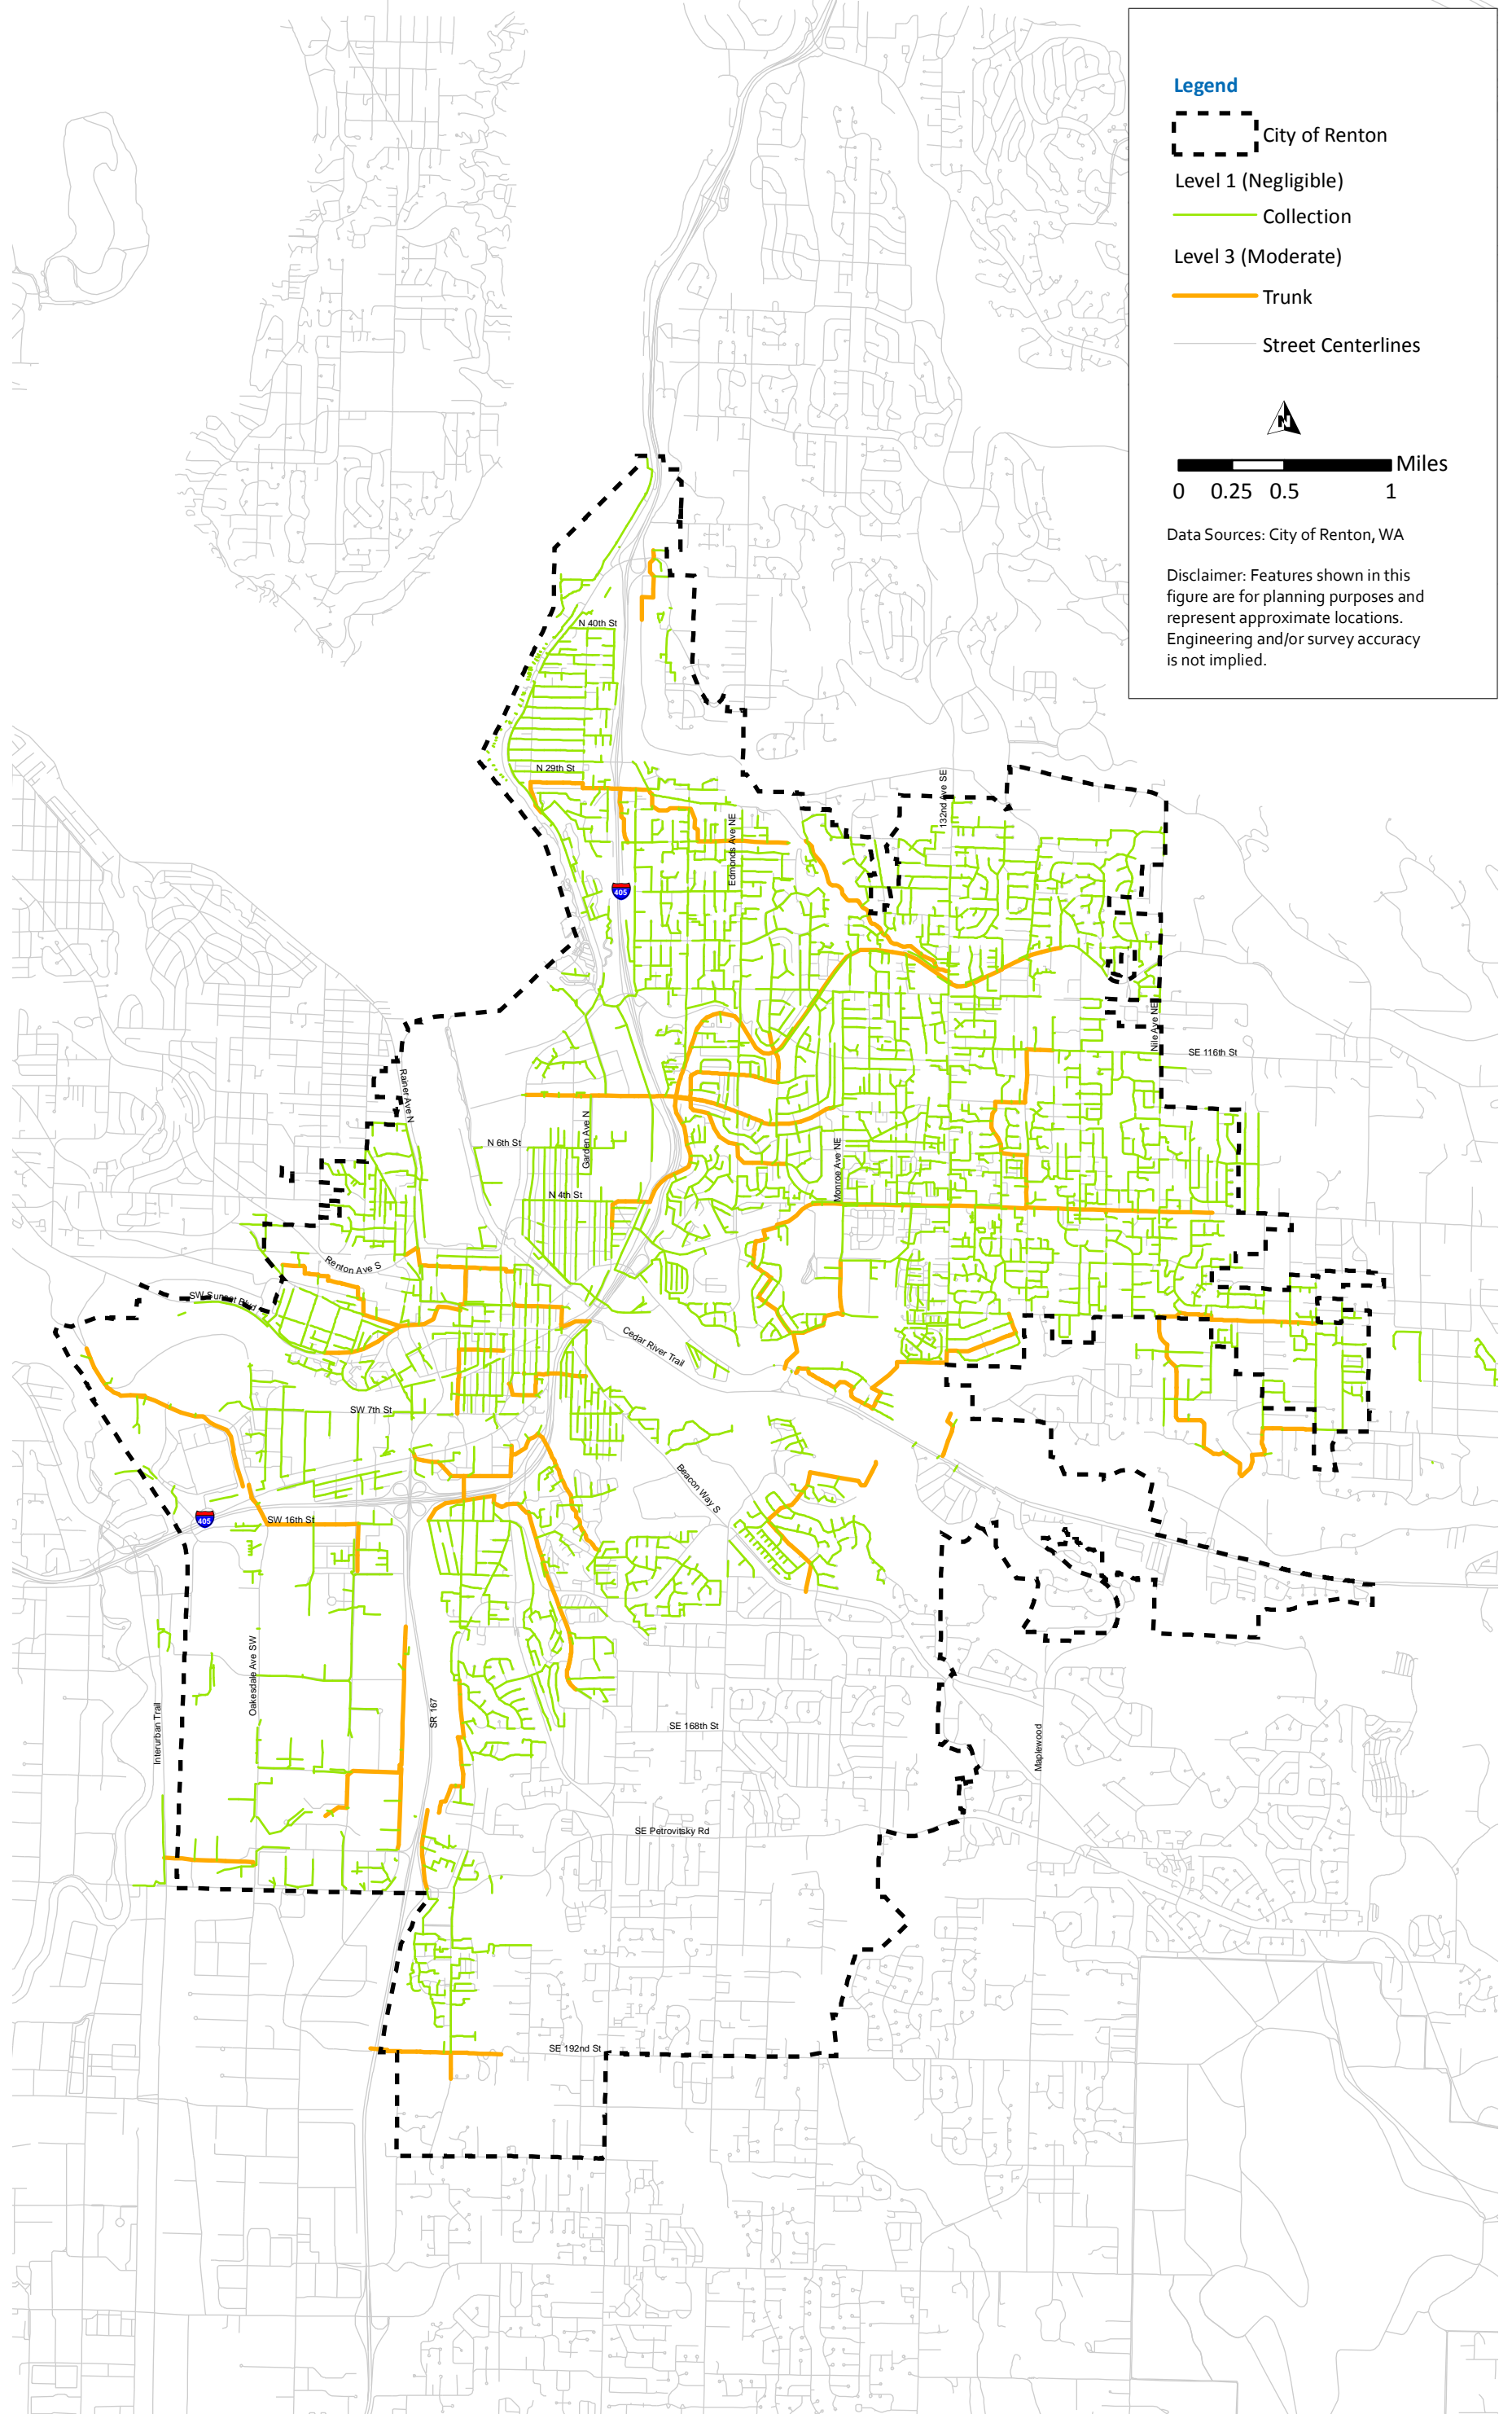 Legend
City of Renton
Level 1 (Negligible)
Collection
Level 3 (Moderate)
Trunk
Street Centerlines
N
Miles
0 0.25 0.5 1
Data Sources: City of Renton, WA
Disclaimer: Features shown in this
figure are for planning purposes and
represent approximate locations.
Engineering and/or survey accuracy
is not implied.
N 40th St
N 29th St
132nd Ave SE
Edmonds Ave NE
405
Nile Ave NE
SE 116th St
Rainer Ave N
Garden Ave N
N 6th St
Monroe Ave NE
N 4th St
Renton Ave S
SW Sunset Blvd
Cedar River Trail
SW 7th St
Beacon Way S
405
SW 16th St
Oakesdale Ave SW
Interurban Trail
SR 167
SE 168th St
Maplewood
SE Petrovitsky Rd
SE 192nd St